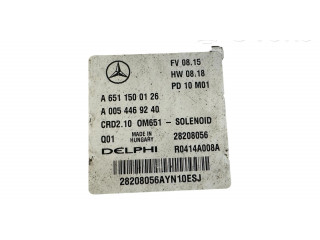 FV 08.15
HW 08.18
PD 10 M01
A 651 150 01 26
A 005 446 92 40
CRD2.10 OM651 - SOLENOID
Q01 MADE IN HUNGARY 28208056
DELPHI R0414A008A
28208056AYN10ESJ